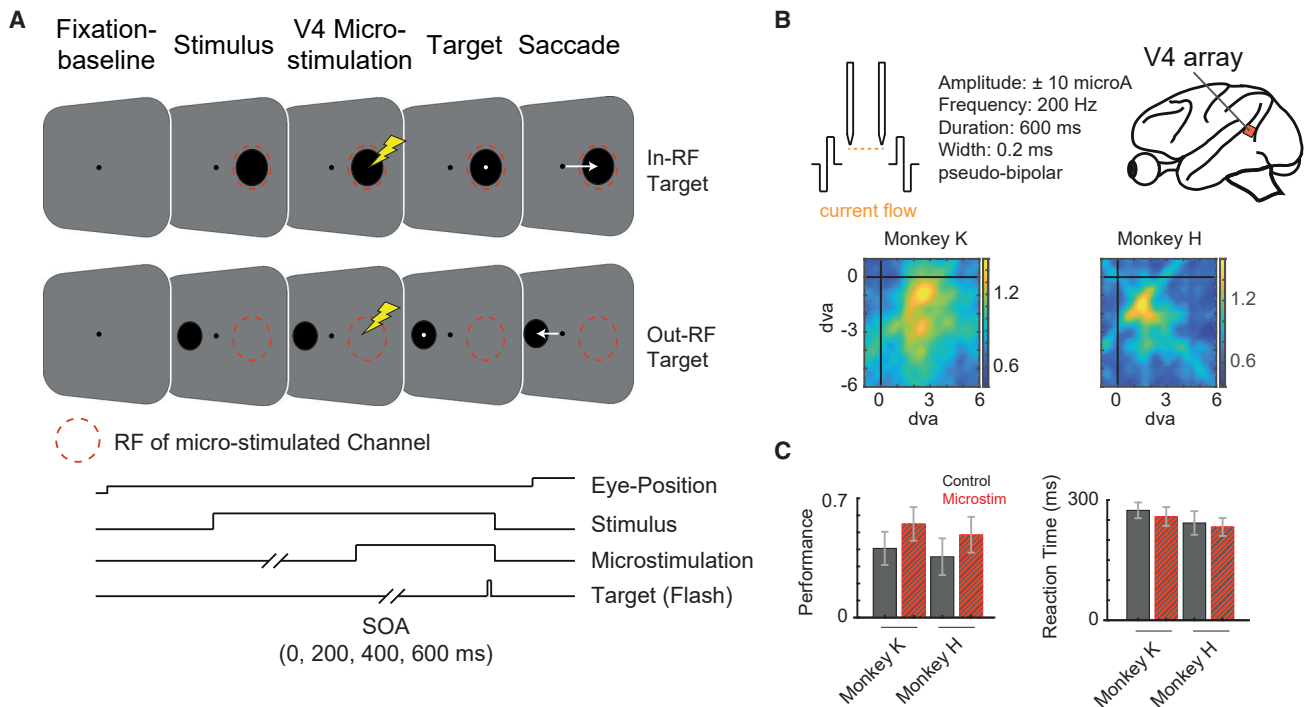 A
Fixation-
baseline
Stimulus
V4 Micro-
stimulation
Target
Saccade
In-RF
Target
Out-RF
Target
RF of micro-stimulated Channel
Eye-Position
Stimulus
Microstimulation
Target (Flash)
SOA
(0, 200, 400, 600 ms)
B
Amplitude: ± 10 microA
Frequency: 200 Hz
Duration: 600 ms
Width: 0.2 ms
pseudo-bipolar
current flow
V4 array
Monkey K
dva
0
-3
-6
0 3 6
dva
1.2
0.6
Monkey H
0 3 6
dva
1.2
0.6
C
Performance
0.7
0
Control
Microstim
Monkey K
Monkey H
Reaction Time (ms)
300
0
Monkey K
Monkey H